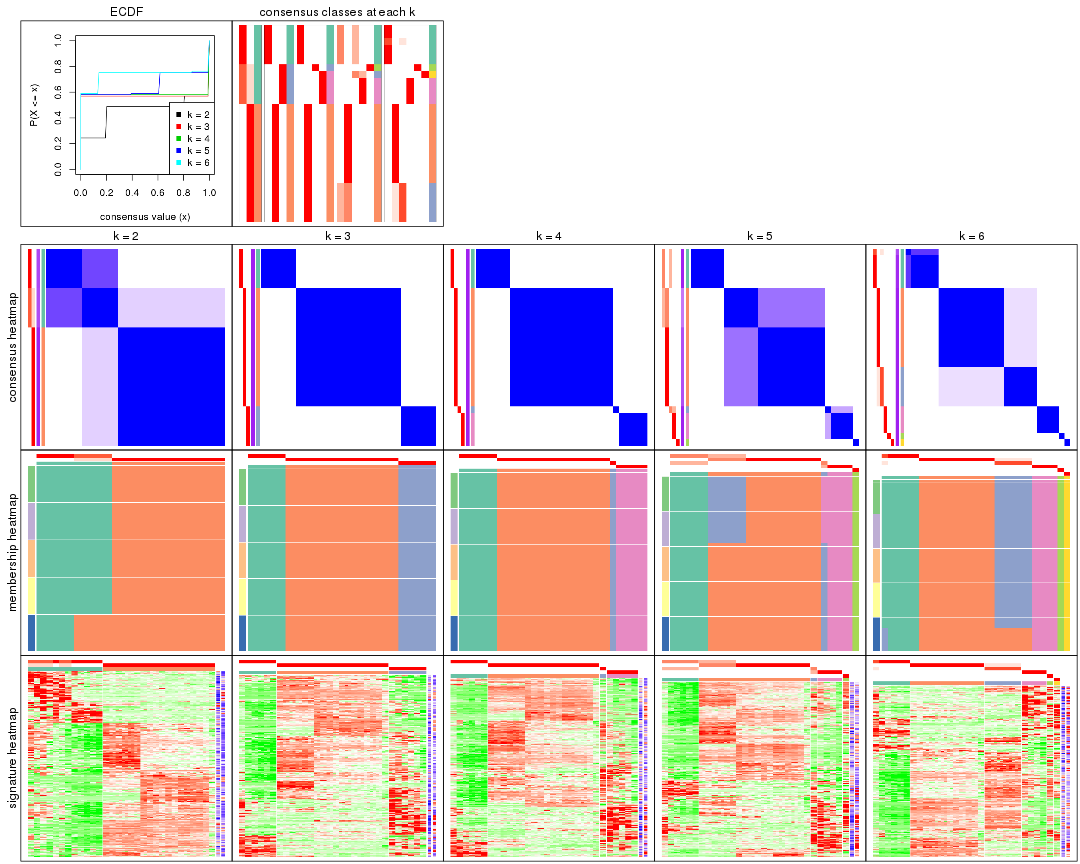 ECDF
consensus classes at each k
P(X <= x)
0.0 0.2 0.4 0.6 0.8 1.0
k = 2
k = 3
k = 4
k = 5
k = 6
0.0 0.2 0.4 0.6 0.8 1.0
consensus value (x)
k = 2
k = 3
k = 4
k = 5
k = 6
consensus heatmap
membership heatmap
signature heatmap